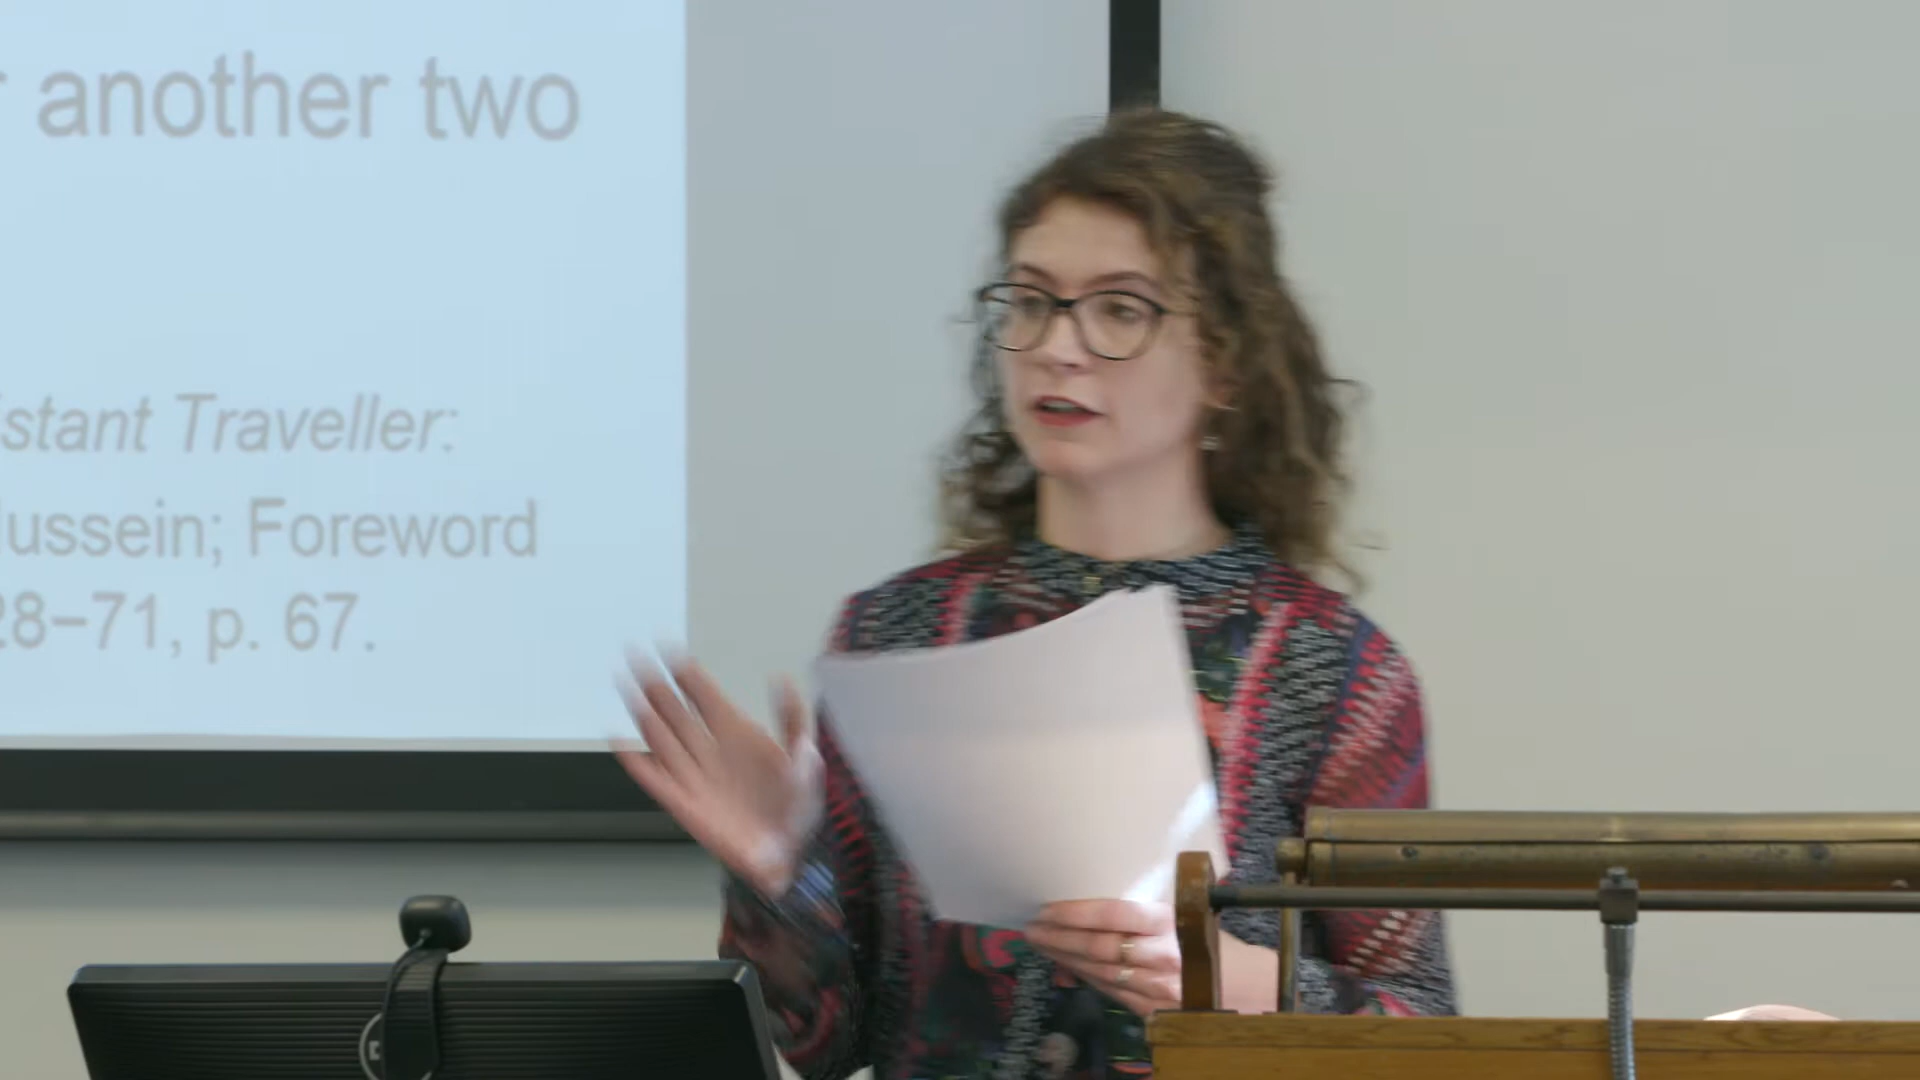 another two
stant Traveller:
ussein; Foreword
28–71, p. 67.